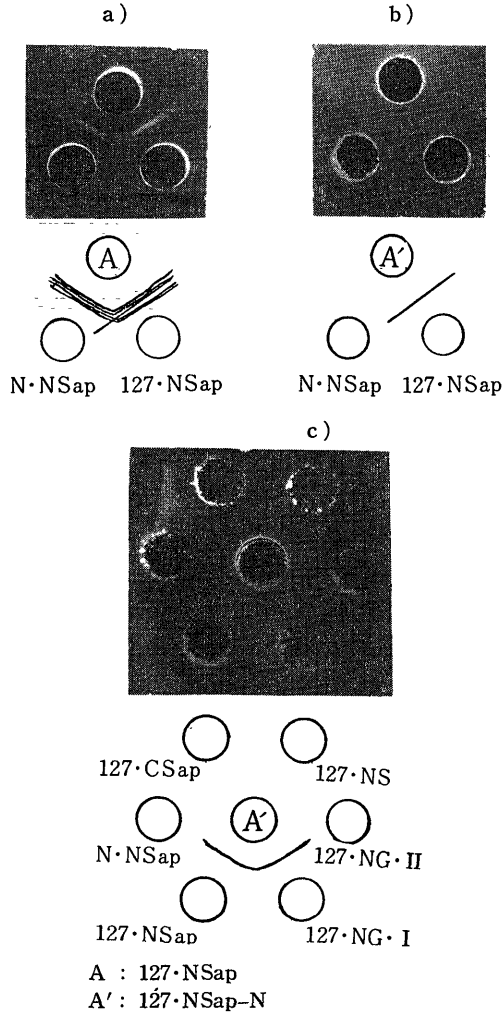 a) b)
A A′
N·NSap 127·NSap N·NSap 127·NSap
c)
127·CSap 127·NS
A′
N·NSap 127·NG·II
127·NSap 127·NG·I
A : 127·NSap
A′: 127·NSap-N